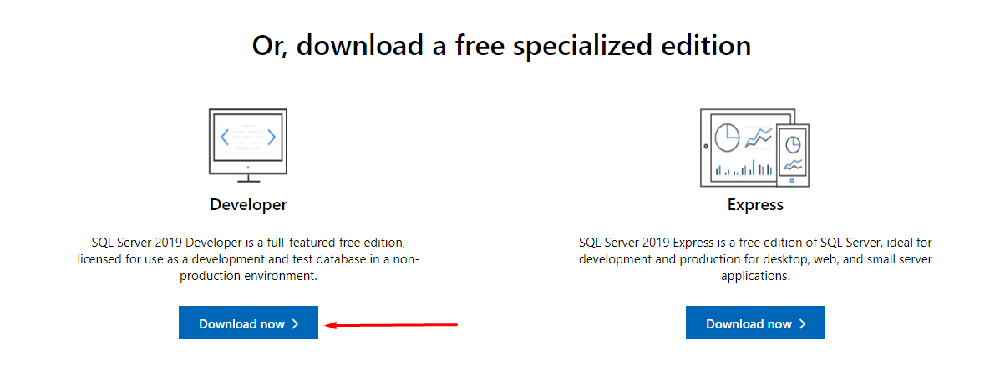 Or, download a free specialized edition
Developer
SQL Server 2019 Developer is a full-featured free edition,
licensed for use as a development and test database in a non-
production environment.
Download now
Express
SQL Server 2019 Express is a free edition of SQL Server, ideal for
development and production for desktop, web, and small server
applications.
Download now